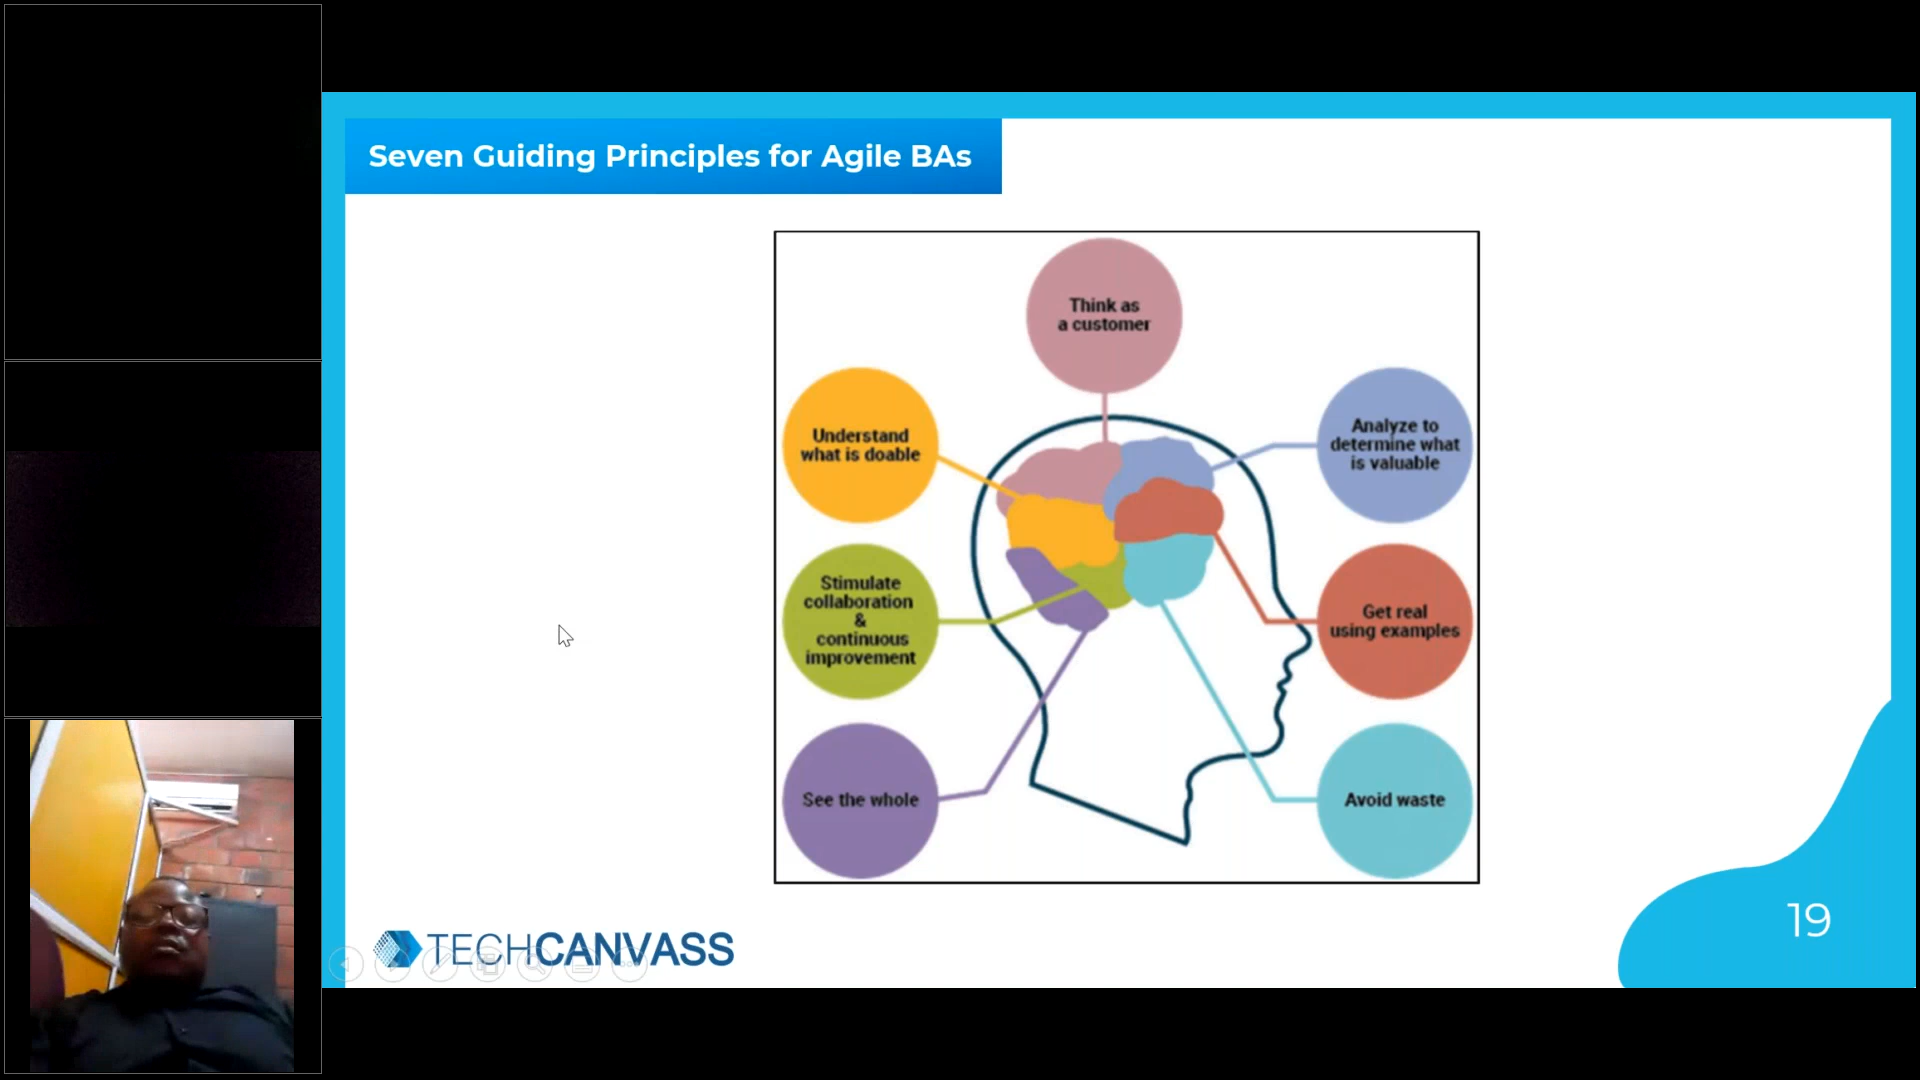 Seven Guiding Principles for Agile BAs
Think as
a customer
Understand
what is doable
Analyze to
determine what
is valuable
Stimulate
collaboration
&
continuous
improvement
Get real
using examples
See the whole
Avoid waste
TECHCANVASS
19